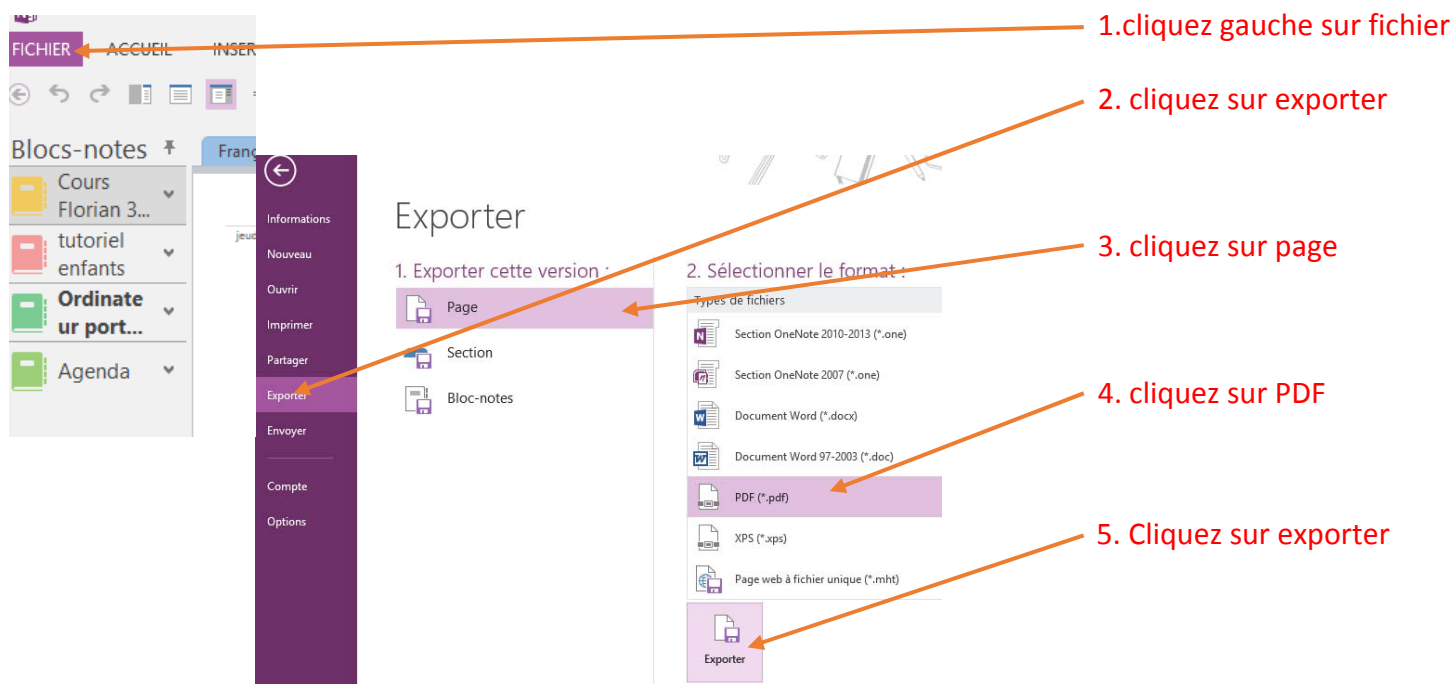 1.cliquez gauche sur fichier
2. cliquez sur exporter
3. cliquez sur page
4. cliquez sur PDF
5. Cliquez sur exporter
FICHIER ACCUEIL
Blocs-notes
Cours
Florian 3...
tutoriel
enfants
Ordinate
ur port...
Agenda
Informations
Nouveau
Ouvrir
Imprimer
Partager
Exporter
Envoyer
Compte
Options
Exporter
1. Exporter cette version :
Page
Section
Bloc-notes
2. Sélectionner le format :
Types de fichiers
Section OneNote 2010-2013 (*.one)
Section OneNote 2007 (*.one)
Document Word (*.docx)
Document Word 97-2003 (*.doc)
PDF (*.pdf)
XPS (*.xps)
Page web à fichier unique (*.mht)
Exporter